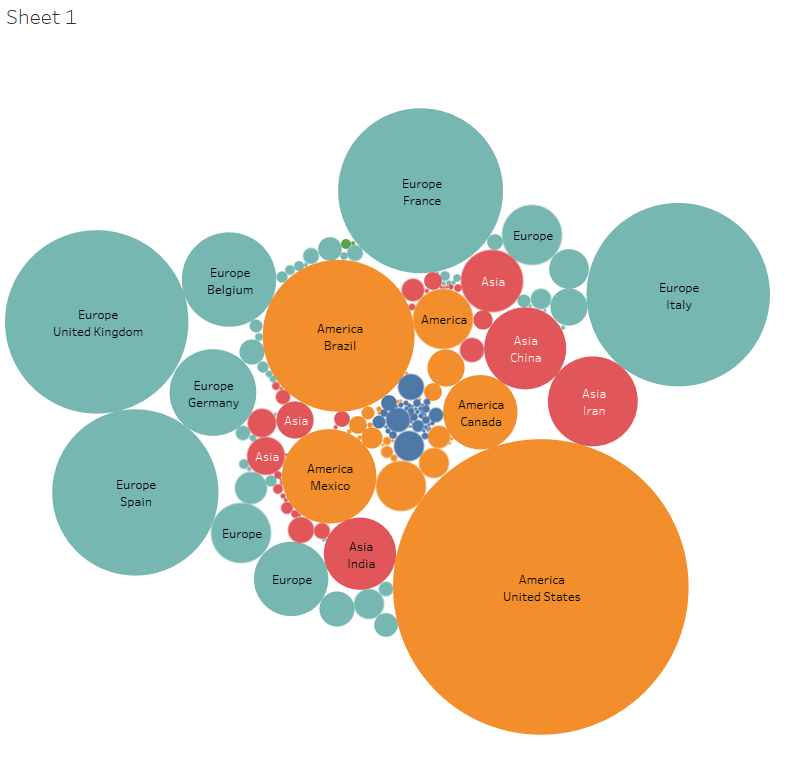 Sheet 1
Europe
France
Europe
Europe
Belgium
Asia
Europe
Italy
Europe
United Kingdom
America
Brazil
America
Asia
China
Europe
Germany
Asia
Iran
America
Canada
Asia
Asia
America
Mexico
Europe
Spain
Europe
Asia
India
Europe
America
United States